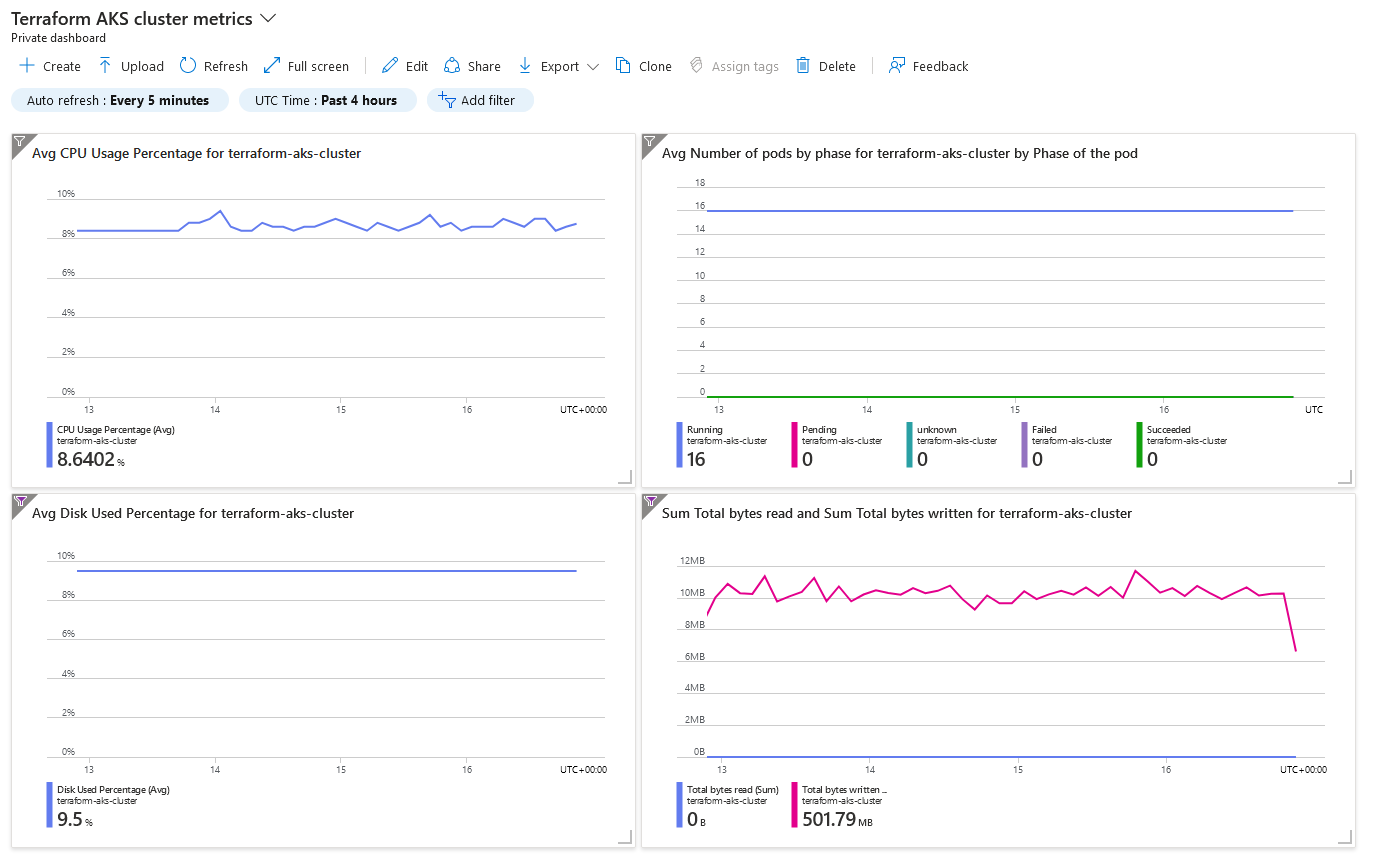 Terraform AKS cluster metrics
Private dashboard
Create Upload Refresh Full screen Edit Share Export Clone Assign tags Delete Feedback
Auto refresh : Every 5 minutes UTC Time : Past 4 hours Add filter
Avg CPU Usage Percentage for terraform-aks-cluster
10%
8%
6%
4%
2%
0%
13 14 15 16 UTC+00:00
CPU Usage Percentage (Avg)
terraform-aks-cluster
8.6402 %
Avg Number of pods by phase for terraform-aks-cluster by Phase of the pod
18
16
14
12
10
8
6
4
2
0
13 14 15 16 UTC
Running Pending unknown Failed Succeeded
terraform-aks-cluster terraform-aks-cluster terraform-aks-cluster terraform-aks-cluster terraform-aks-cluster
16 0 0 0 0
Avg Disk Used Percentage for terraform-aks-cluster
10%
8%
6%
4%
2%
0%
13 14 15 16 UTC+00:00
Disk Used Percentage (Avg)
terraform-aks-cluster
9.5 %
Sum Total bytes read and Sum Total bytes written for terraform-aks-cluster
12MB
10MB
8MB
6MB
4MB
2MB
0B
13 14 15 16 UTC+00:00
Total bytes read (Sum) Total bytes written ...
terraform-aks-cluster terraform-aks-cluster
0 B 501.79 MB